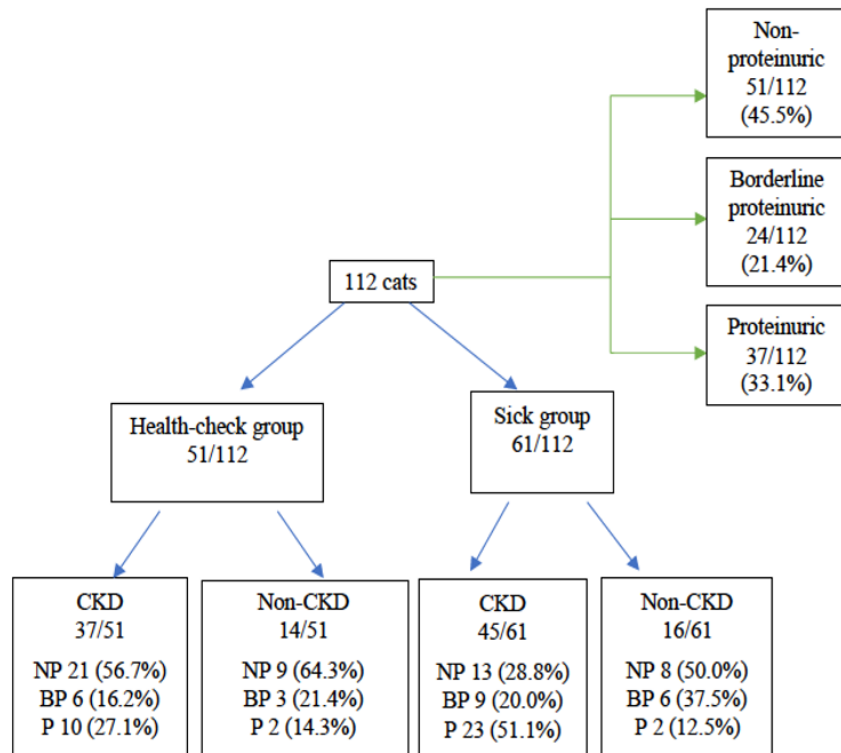 Non-
proteinuric
51/112
(45.5%)
Borderline
proteinuric
24/112
(21.4%)
112 cats
Proteinuric
37/112
(33.1%)
Health-check group
51/112
Sick group
61/112
CKD
37/51
NP 21 (56.7%)
BP 6 (16.2%)
P 10 (27.1%)
Non-CKD
14/51
NP 9 (64.3%)
BP 3 (21.4%)
P 2 (14.3%)
CKD
45/61
NP 13 (28.8%)
BP 9 (20.0%)
P 23 (51.1%)
Non-CKD
16/61
NP 8 (50.0%)
BP 6 (37.5%)
P 2 (12.5%)